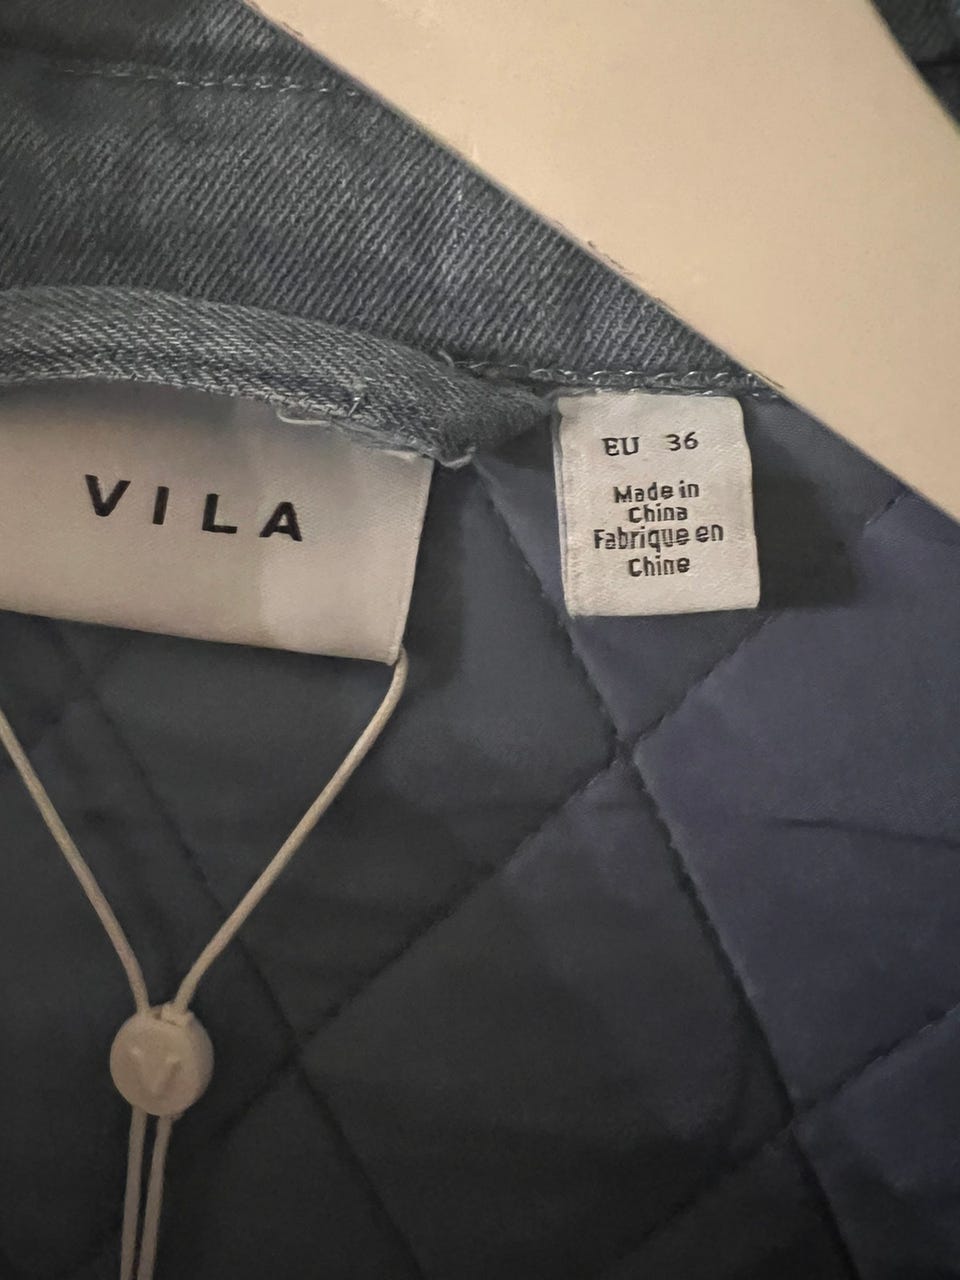 VILA
EU 36
Made in
China
Fabrique en
Chine
V